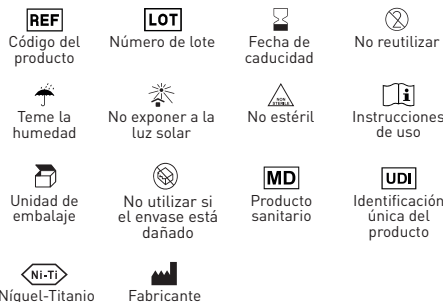 REF LOT
Código del producto
Número de lote
Fecha de caducidad
No reutilizar
2
Teme la humedad
No exponer a la luz solar
NON STERILE
No estéril
i
Instrucciones de uso
Unidad de embalaje
No utilizar si el envase está dañado
MD
Producto sanitario
UDI
Identificación única del producto
Ni-Ti
Níquel-Titanio
Fabricante